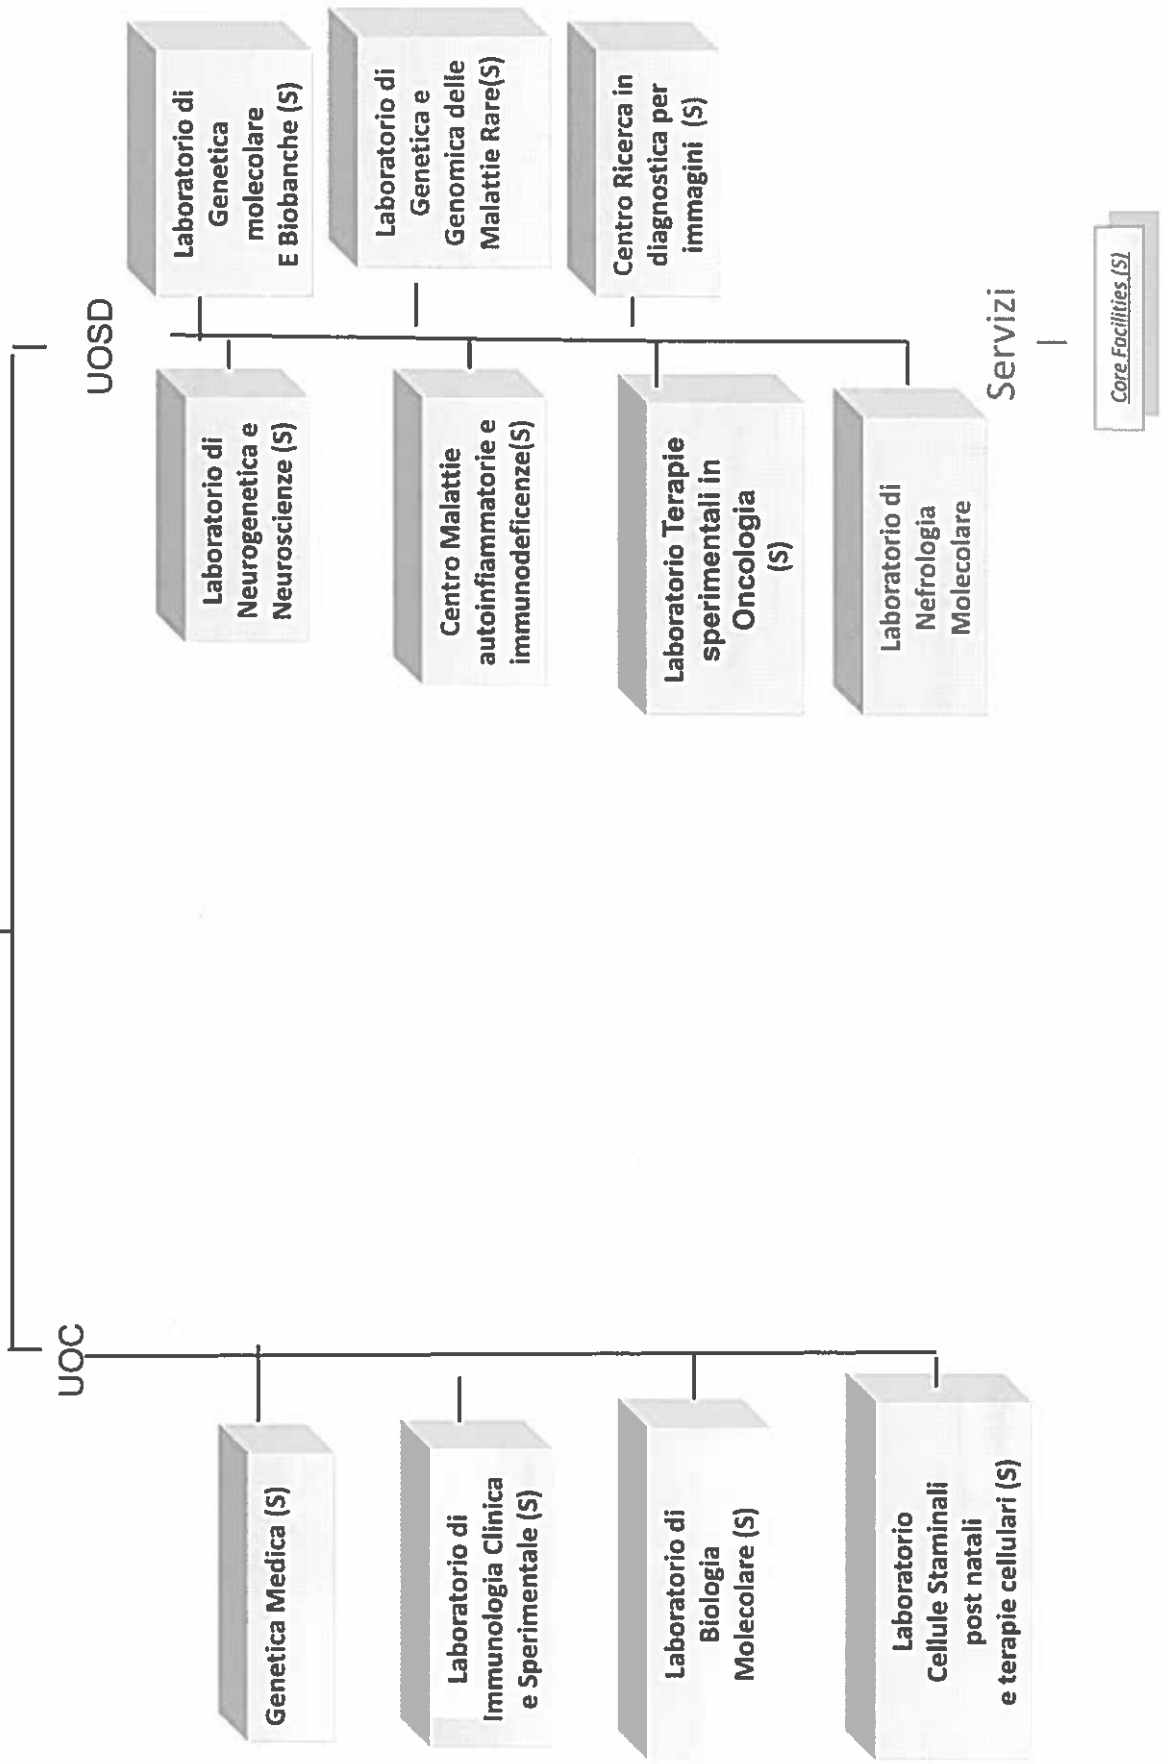 UOC
Genetica Medica (S)
Laboratorio di
Immunologia Clinica
e Sperimentale (S)
Laboratorio di
Biologia
Molecolare (S)
Laboratorio
Cellule Staminali
post natali
e terapie cellulari (S)
UOSD
Laboratorio di
Neurogenetica e
Neuroscienze (S)
Centro Malattie
autoinfiammatorie e
immunodeficenze(S)
Laboratorio Terapie
sperimentali in
Oncologia
(S)
Laboratorio di
Nefrologia
Molecolare
Laboratorio di
Genetica
molecolare
E Biobanche (S)
Laboratorio di
Genetica e
Genomica delle
Malattie Rare(S)
Centro Ricerca in
diagnostica per
immagini (S)
Servizi
Core Facilities (S)